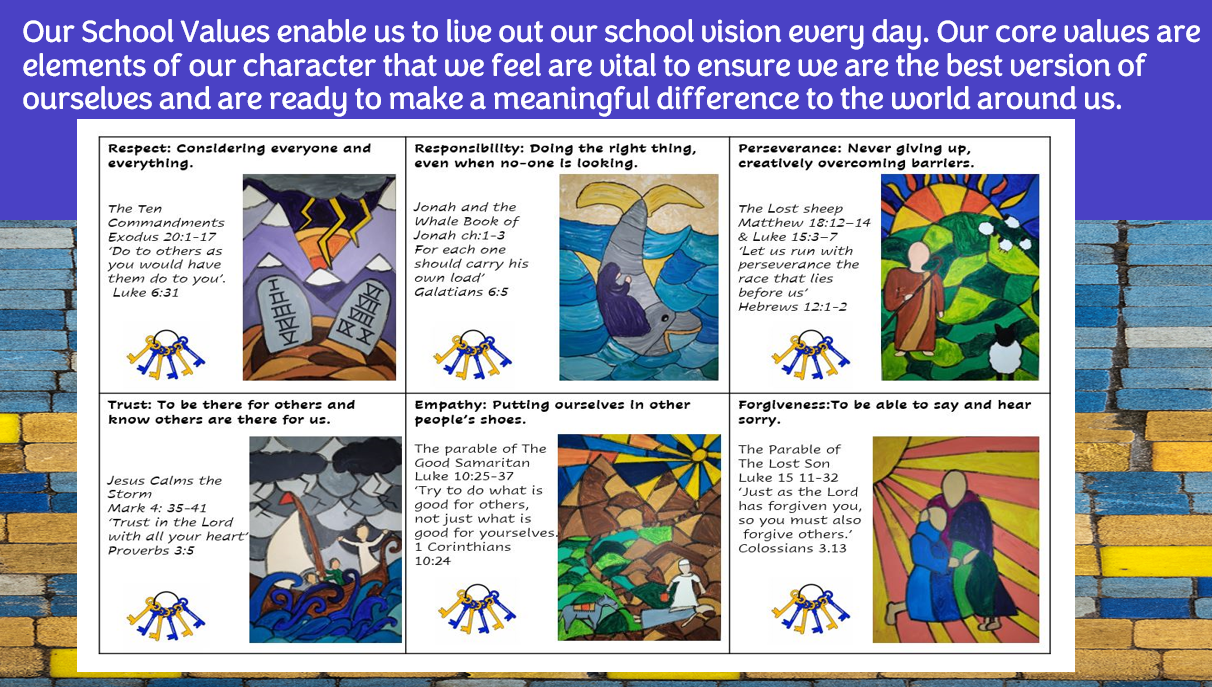 Our School Values enable us to live out our school vision every day. Our core values are
elements of our character that we feel are vital to ensure we are the best version of
ourselves and are ready to make a meaningful difference to the world around us.
Respect: Considering everyone and
everything.
The Ten
Commandments
Exodus 20:1-17
'Do to others as
you would have
them do to you'.
Luke 6:31
I
II
III
IV
V
VI
VII
VIII
IX
X
Responsibility: Doing the right thing,
even when no-one is looking.
Jonah and the
Whale Book of
Jonah ch:1-3
For each one
should carry his
own load'
Galatians 6:5
Perseverance: Never giving up,
creatively overcoming barriers.
The Lost sheep
Matthew 18:12-14
& Luke 15:3-7
'Let us run with
perseverance the
race that lies
before us'
Hebrews 12:1-2
Trust: To be there for others and
know others are there for us.
Jesus Calms the
Storm
Mark 4: 35-41
'Trust in the Lord
with all your heart'
Proverbs 3:5
Empathy: Putting ourselves in other
people's shoes.
The parable of The
Good Samaritan
Luke 10:25-37
'Try to do what is
good for others,
not just what is
good for yourselves.
1 Corinthians
10:24
Forgiveness:To be able to say and hear
sorry.
The Parable of
The Lost Son
Luke 15 11-32
'Just as the Lord
has forgiven you,
so you must also
forgive others.'
Colossians 3.13